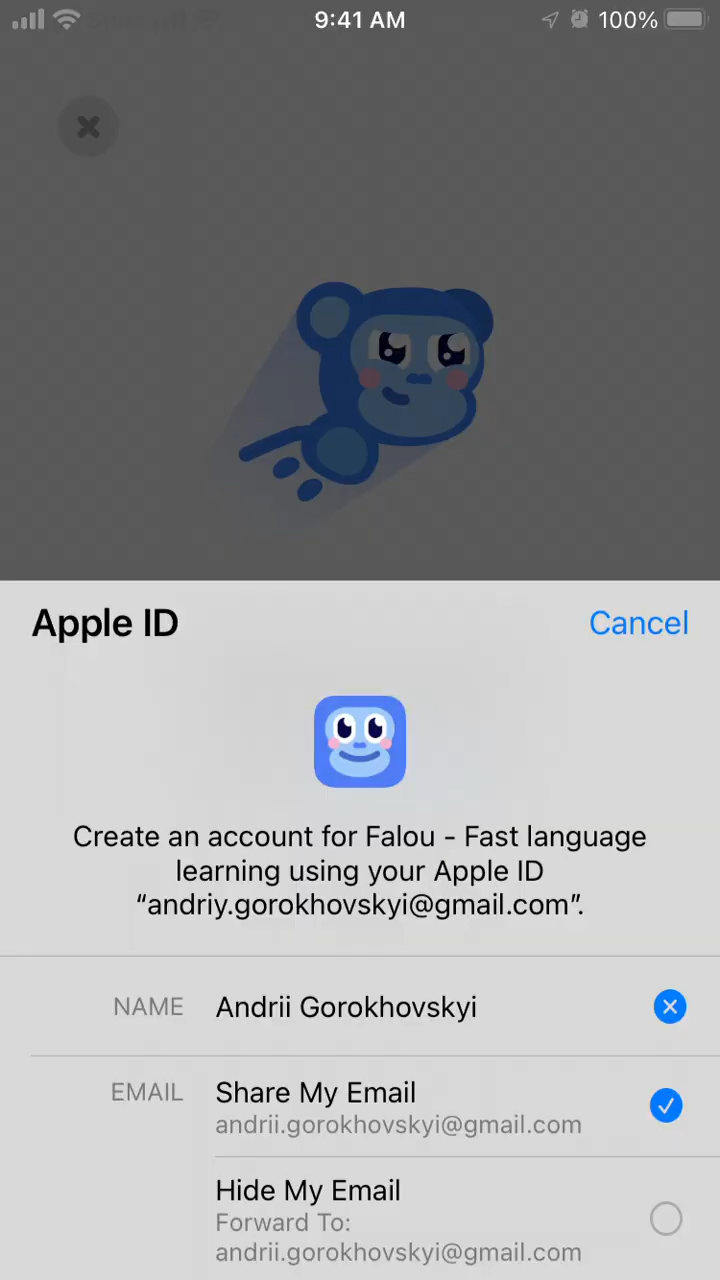 9:41 AM
100%
Apple ID
Cancel
Create an account for Falou - Fast language
learning using your Apple ID
“andriy.gorokhovskyi@gmail.com”.
NAME
Andrii Gorokhovskyi
EMAIL
Share My Email
andrii.gorokhovskyi@gmail.com
Hide My Email
Forward To:
andrii.gorokhovskyi@gmail.com